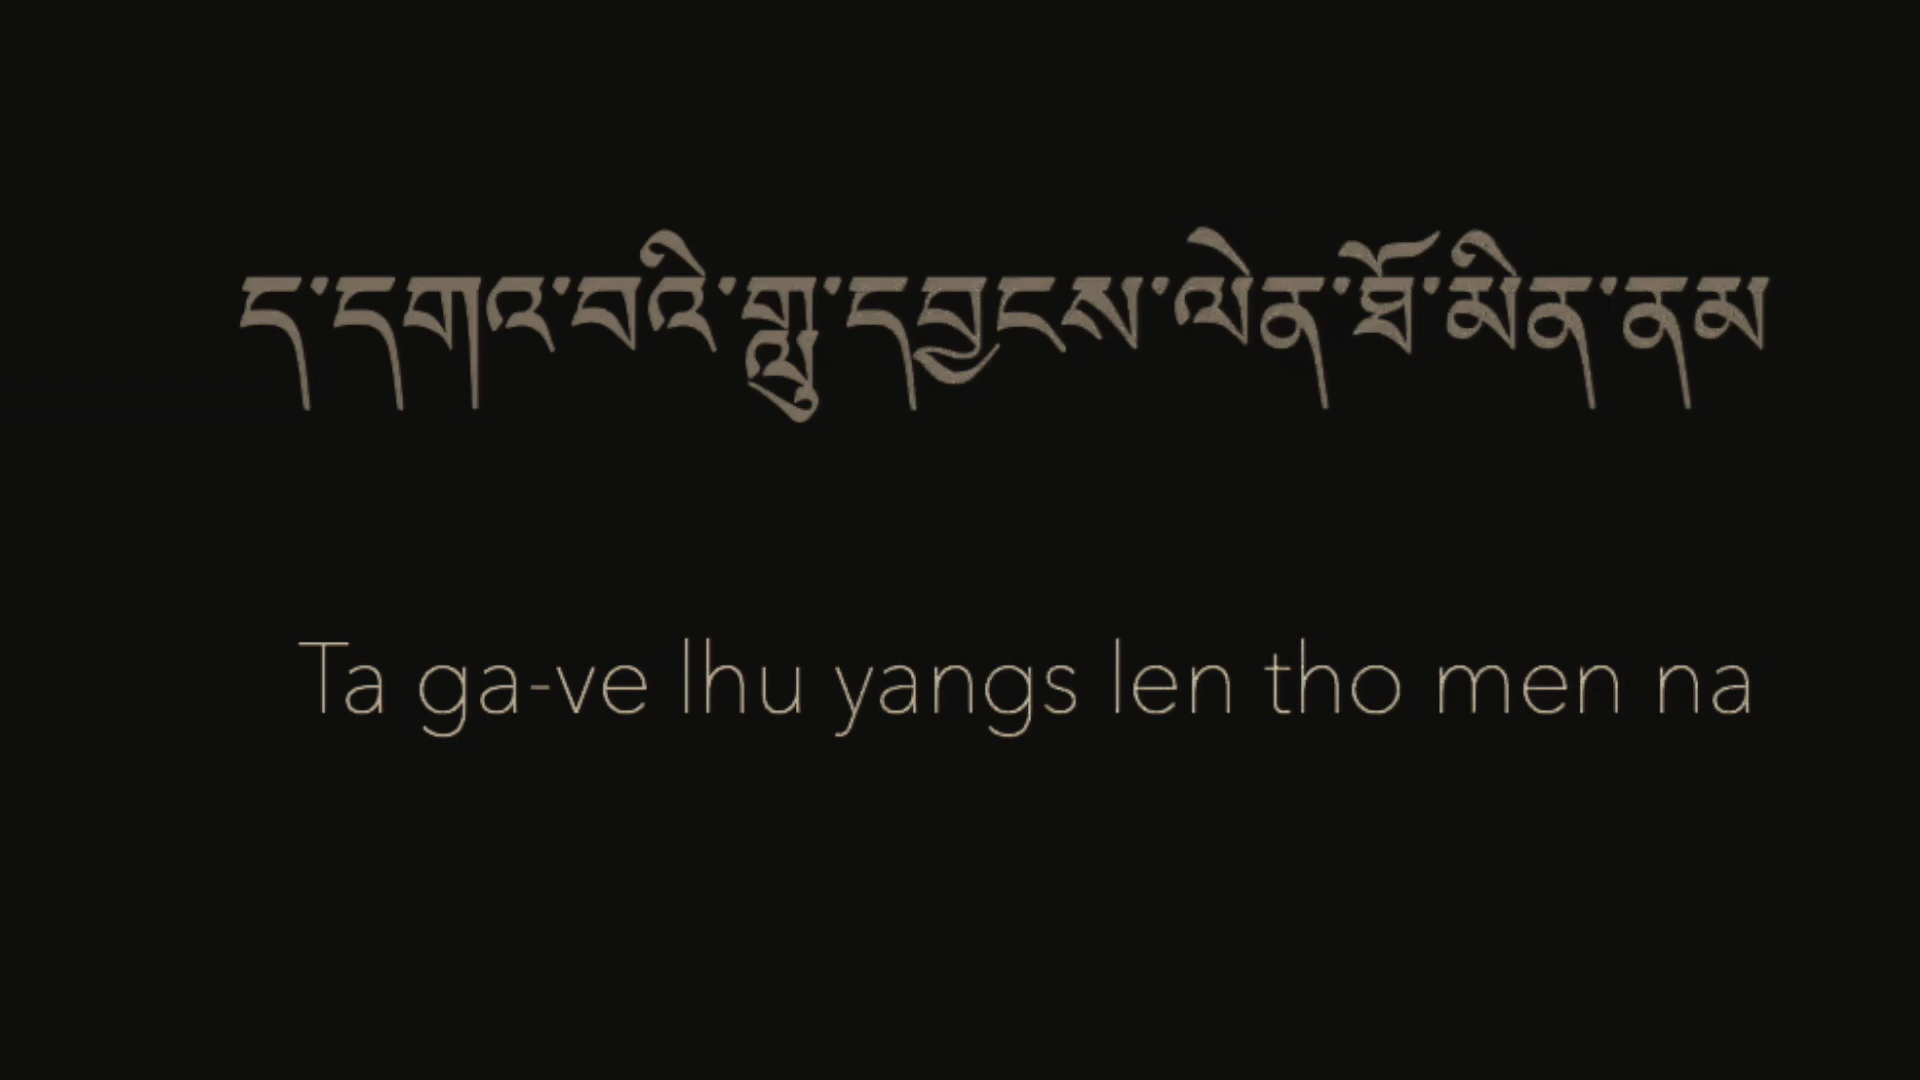 ད་དགའ་བའི་གླུ་དབྱངས་ལེན་ཐོ་མིན་ནམ
Ta ga-ve lhu yangs len tho men na